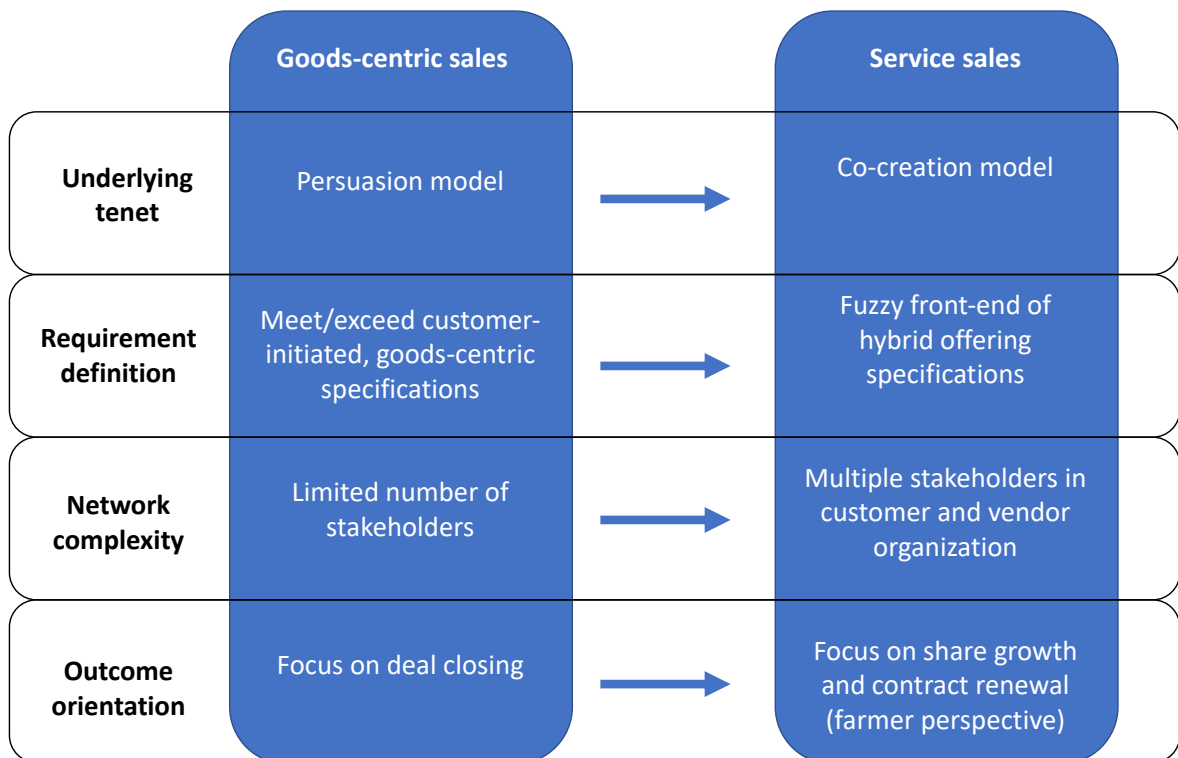 Goods-centric sales
Service sales
Underlying
tenet
Persuasion model
Co-creation model
Requirement
definition
Meet/exceed customer-
initiated, goods-centric
specifications
Fuzzy front-end of
hybrid offering
specifications
Network
complexity
Limited number of
stakeholders
Multiple stakeholders in
customer and vendor
organization
Outcome
orientation
Focus on deal closing
Focus on share growth
and contract renewal
(farmer perspective)